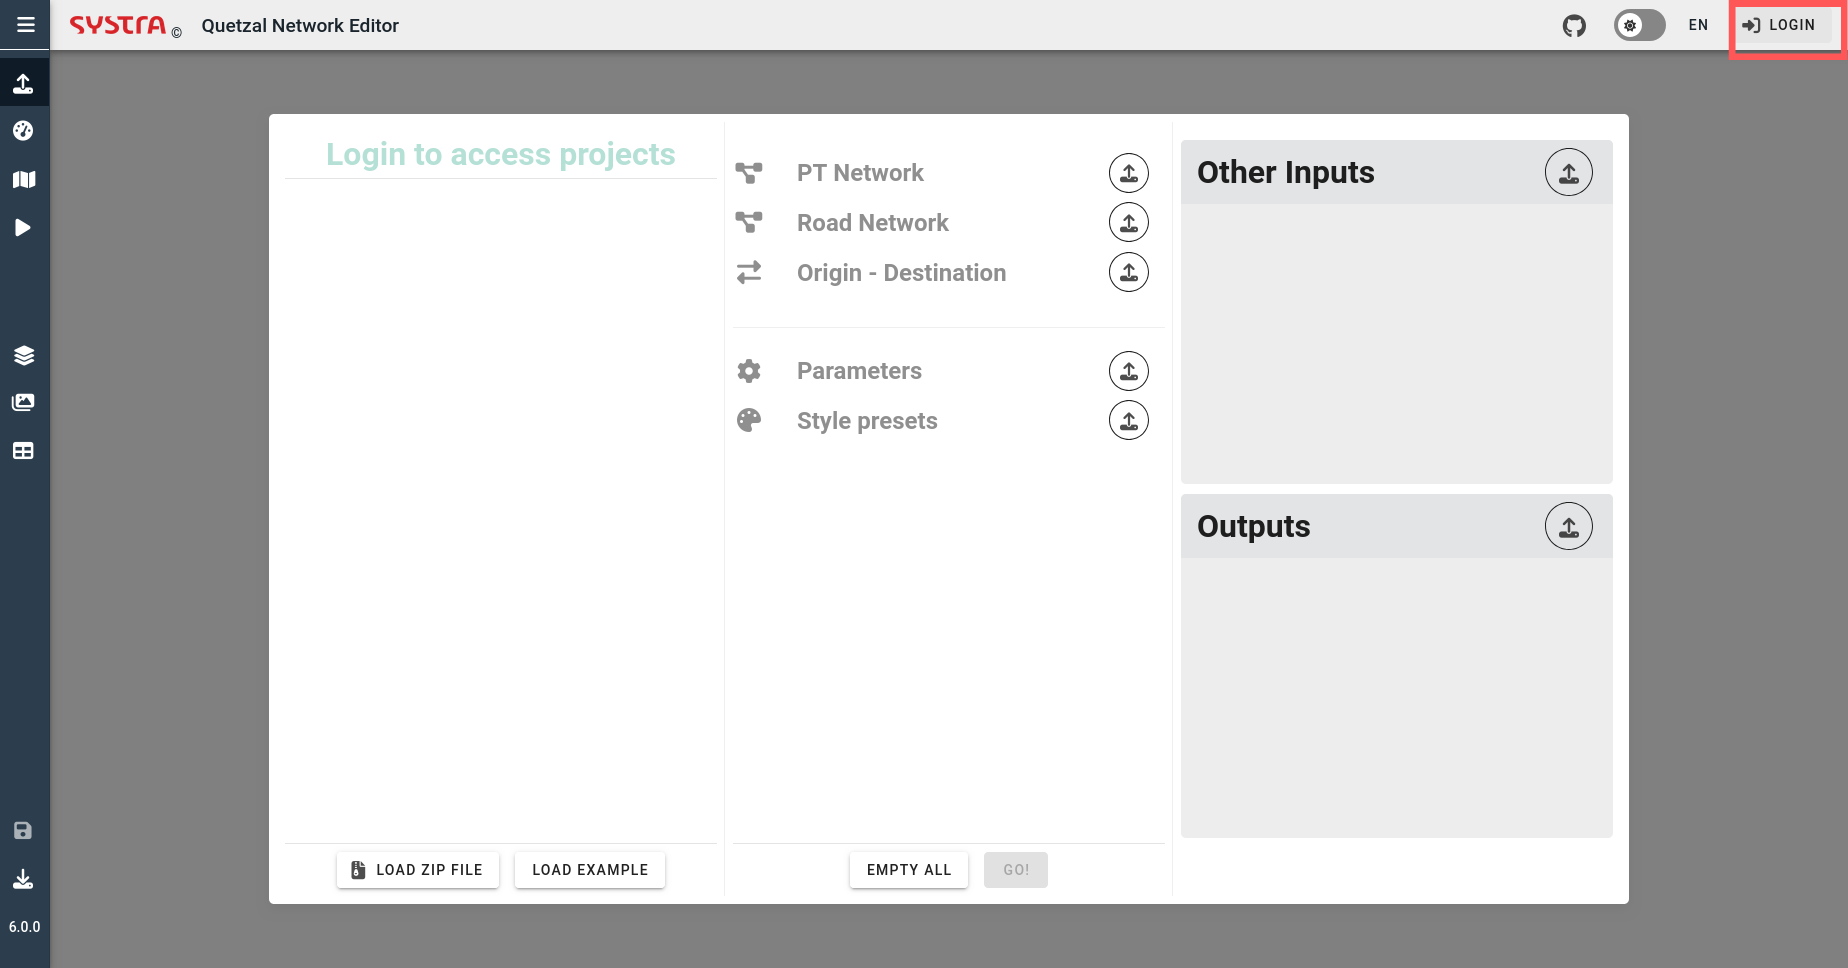 SYSTRA ©
Quetzal Network Editor
EN
LOGIN
Login to access projects
LOAD ZIP FILE
LOAD EXAMPLE
PT Network
Road Network
Origin - Destination
Parameters
Style presets
EMPTY ALL
GO!
Other Inputs
Outputs
6.0.0